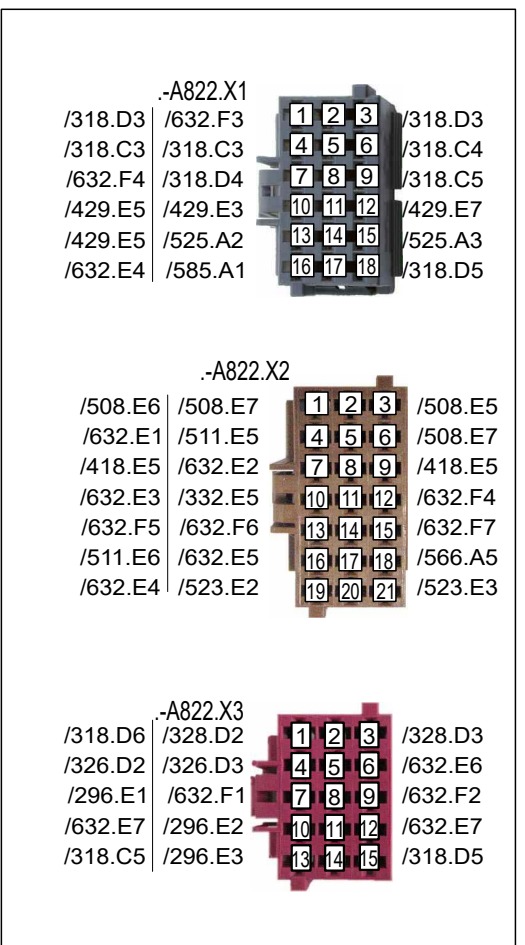 .-A822.X1
/318.D3 /632.F3 1 2 3 /318.D3
/318.C3 /318.C3 4 5 6 /318.C4
/632.F4 /318.D4 7 8 9 /318.C5
/429.E5 /429.E3 10 11 12 /429.E7
/429.E5 /525.A2 13 14 15 /525.A3
/632.E4 /585.A1 16 17 18 /318.D5
.-A822.X2
/508.E6 /508.E7 1 2 3 /508.E5
/632.E1 /511.E5 4 5 6 /508.E7
/418.E5 /632.E2 7 8 9 /418.E5
/632.E3 /332.E5 10 11 12 /632.F4
/632.F5 /632.F6 13 14 15 /632.F7
/511.E6 /632.E5 16 17 18 /566.A5
/632.E4 /523.E2 19 20 21 /523.E3
.-A822.X3
/318.D6 /328.D2 1 2 3 /328.D3
/326.D2 /326.D3 4 5 6 /632.E6
/296.E1 /632.F1 7 8 9 /632.F2
/632.E7 /296.E2 10 11 12 /632.E7
/318.C5 /296.E3 13 14 15 /318.D5